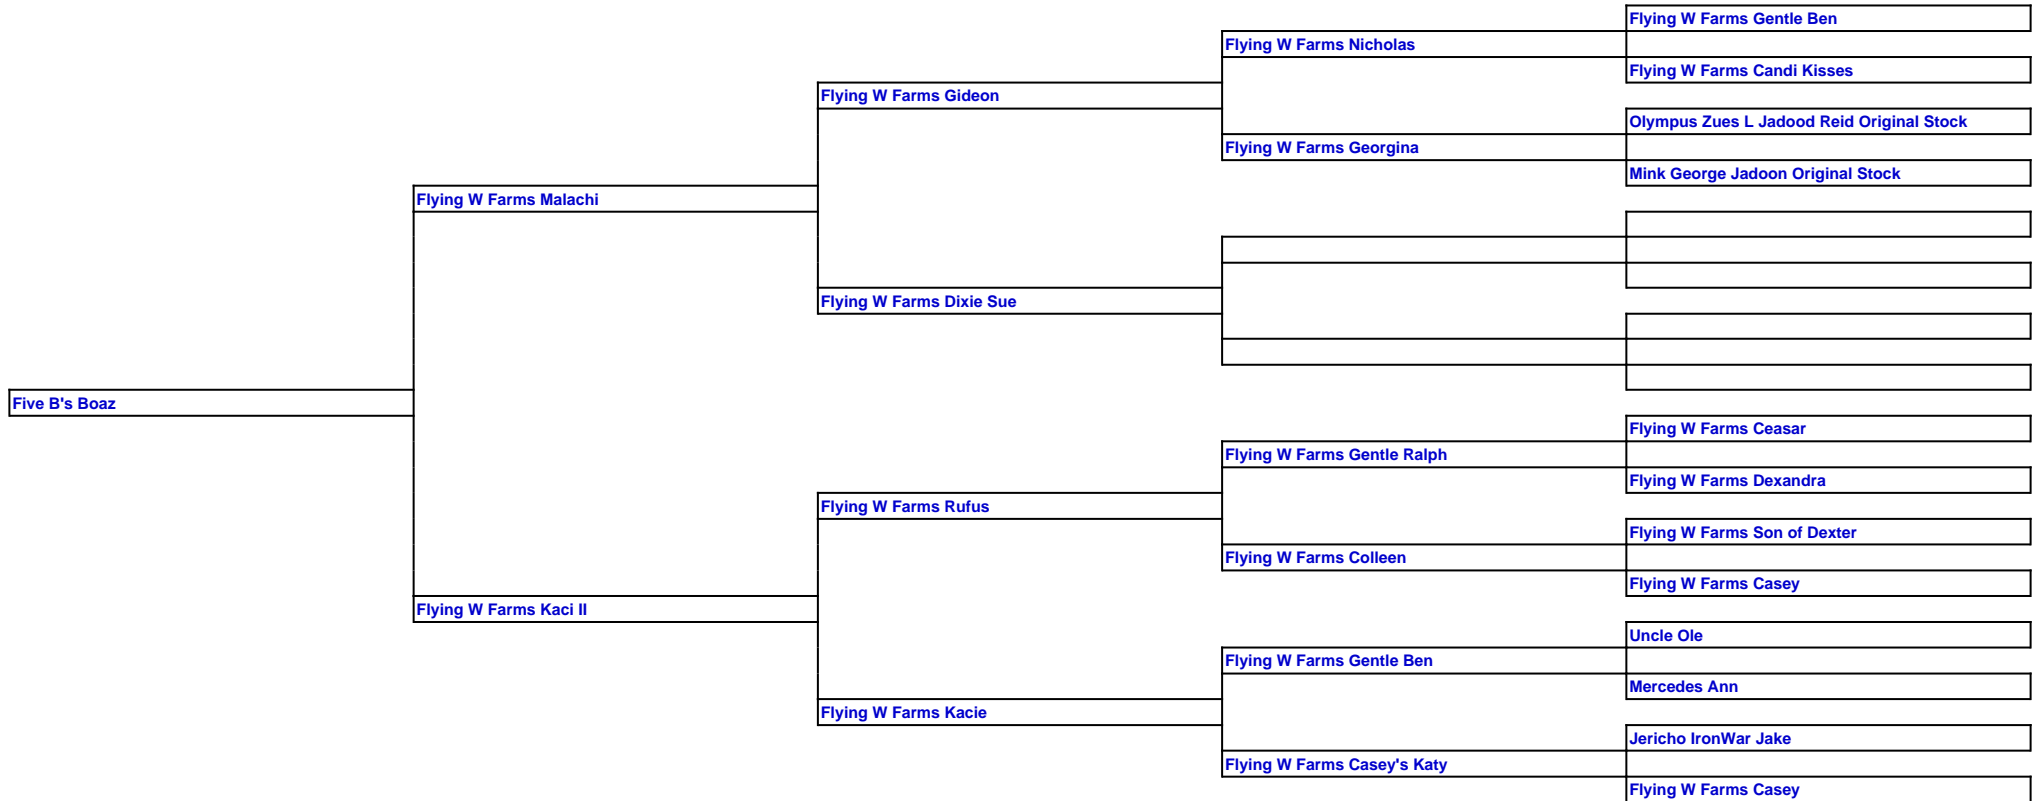 Flying W Farms Gentle Ben
Flying W Farms Nicholas
Flying W Farms Candi Kisses
Flying W Farms Gideon
Olympus Zues L Jadood Reid Original Stock
Flying W Farms Georgina
Mink George Jadoon Original Stock
Flying W Farms Malachi
Flying W Farms Dixie Sue
Five B's Boaz
Flying W Farms Ceasar
Flying W Farms Gentle Ralph
Flying W Farms Dexandra
Flying W Farms Rufus
Flying W Farms Son of Dexter
Flying W Farms Colleen
Flying W Farms Casey
Flying W Farms Kaci II
Uncle Ole
Flying W Farms Gentle Ben
Mercedes Ann
Flying W Farms Kacie
Jericho IronWar Jake
Flying W Farms Casey's Katy
Flying W Farms Casey